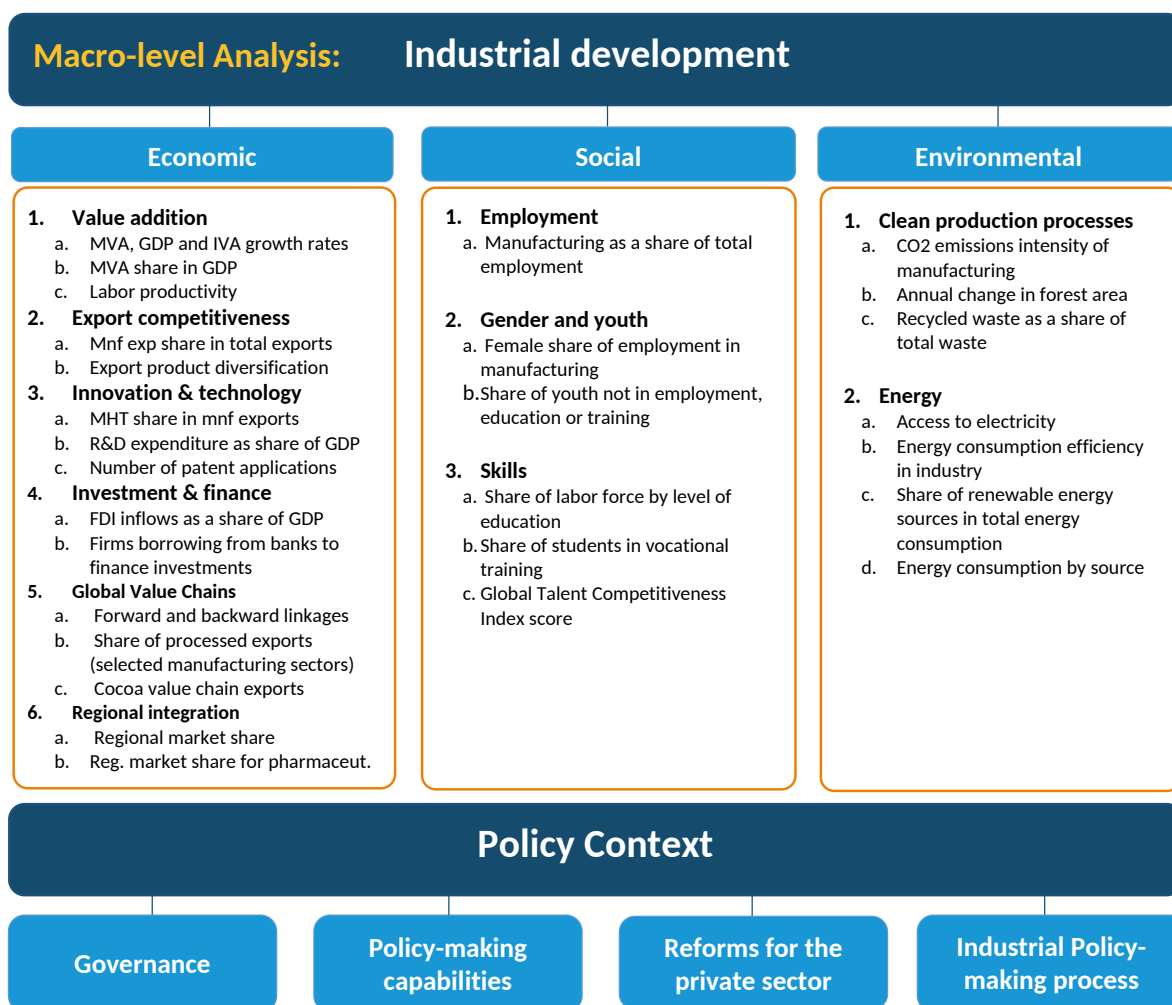 Macro-level Analysis: Industrial development
Economic
1. Value addition
a. MVA, GDP and IVA growth rates
b. MVA share in GDP
c. Labor productivity
2. Export competitiveness
a. Mnf exp share in total exports
b. Export product diversification
3. Innovation & technology
a. MHT share in mnf exports
b. R&D expenditure as share of GDP
c. Number of patent applications
4. Investment & finance
a. FDI inflows as a share of GDP
b. Firms borrowing from banks to
finance investments
5. Global Value Chains
a. Forward and backward linkages
b. Share of processed exports
(selected manufacturing sectors)
c. Cocoa value chain exports
6. Regional integration
a. Regional market share
b. Reg. market share for pharmaceut.
Social
1. Employment
a. Manufacturing as a share of total
employment
2. Gender and youth
a. Female share of employment in
manufacturing
b. Share of youth not in employment,
education or training
3. Skills
a. Share of labor force by level of
education
b. Share of students in vocational
training
c. Global Talent Competitiveness
Index score
Environmental
1. Clean production processes
a. CO2 emissions intensity of
manufacturing
b. Annual change in forest area
c. Recycled waste as a share of
total waste
2. Energy
a. Access to electricity
b. Energy consumption efficiency
in industry
c. Share of renewable energy
sources in total energy
consumption
d. Energy consumption by source
Policy Context
Governance
Policy-making
capabilities
Reforms for the
private sector
Industrial Policy-
making process